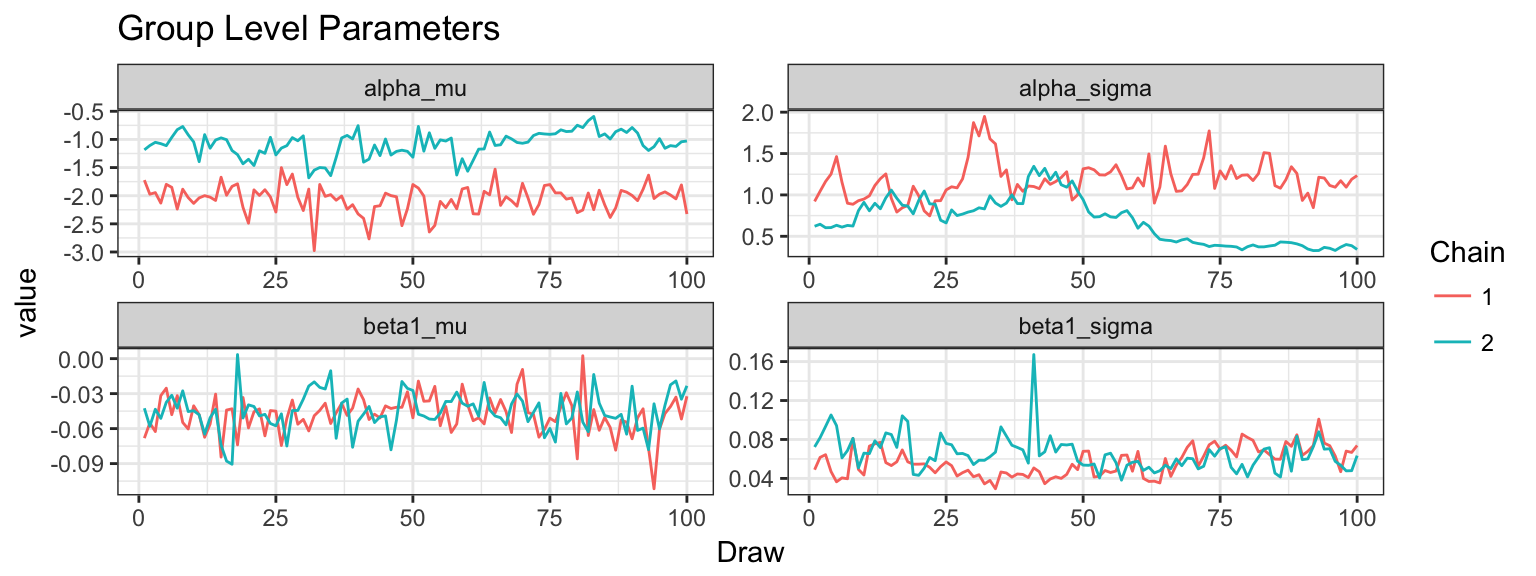 Group Level Parameters
alpha_mu
-0.5
-1.0
-1.5
-2.0
-2.5
-3.0
0 25 50 75 100
alpha_sigma
2.0
1.5
1.0
0.5
0 25 50 75 100
beta1_mu
0.00
-0.03
-0.06
-0.09
0 25 50 75 100
beta1_sigma
0.16
0.12
0.08
0.04
0 25 50 75 100
value
Draw
Chain
1
2